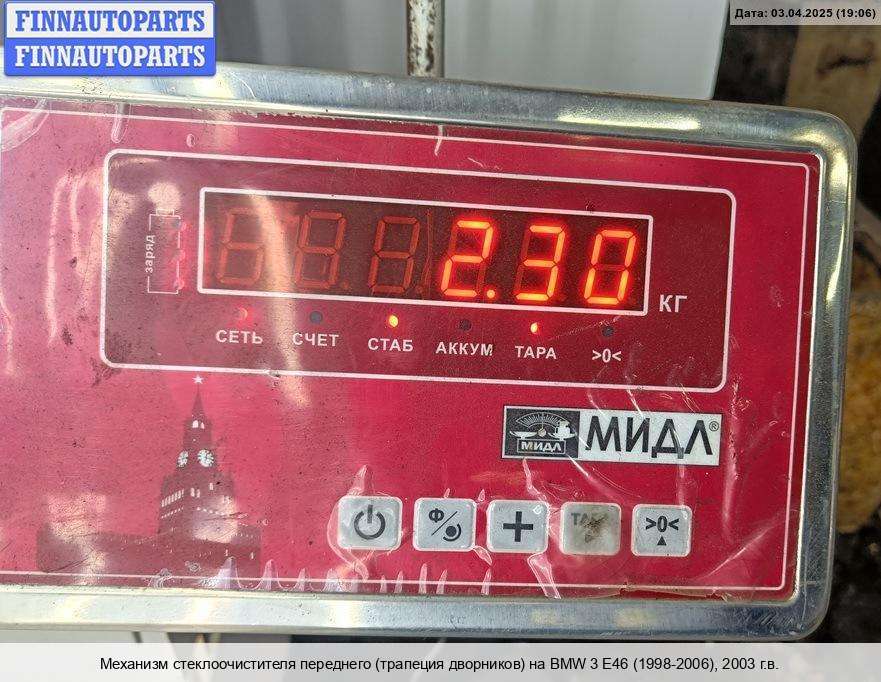 FINNAUTOPARTS
FINNAUTOPARTS
Дата: 03.04.2025 (19:06)
заряд
2.30
КГ
СЕТЬ СЧЕТ СТАБ АККУМ ТАРА >0<
МИДЛ МИДЛ®
Ф
ТАРА
>0<
Механизм стеклоочистителя переднего (трапеция дворников) на BMW 3 E46 (1998-2006), 2003 г.в.